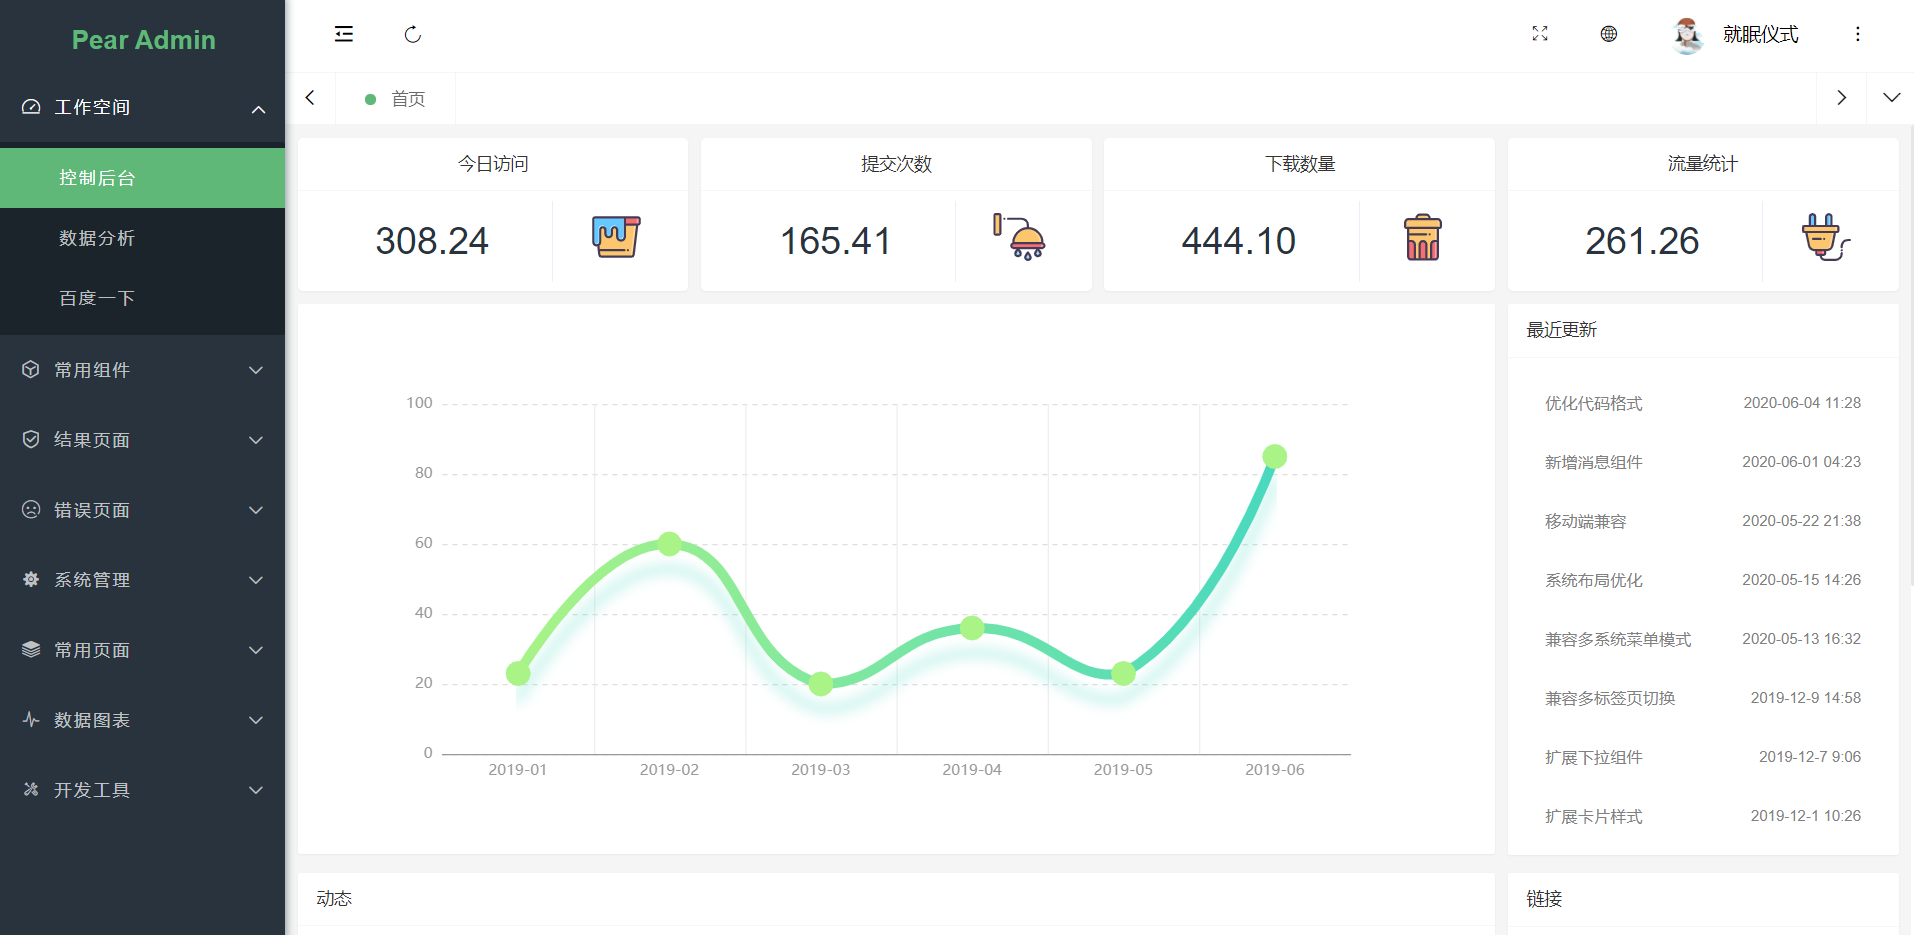 Pear Admin
工作空间
控制后台
数据分析
百度一下
常用组件
结果页面
错误页面
系统管理
常用页面
数据图表
开发工具
就眠仪式
首页
今日访问
308.24
提交次数
165.41
下载数量
444.10
流量统计
261.26
100
80
60
40
20
0
2019-01
2019-02
2019-03
2019-04
2019-05
2019-06
最近更新
优化代码格式 2020-06-04 11:28
新增消息组件 2020-06-01 04:23
移动端兼容 2020-05-22 21:38
系统布局优化 2020-05-15 14:26
兼容多系统菜单模式 2020-05-13 16:32
兼容多标签页切换 2019-12-9 14:58
扩展下拉组件 2019-12-7 9:06
扩展卡片样式 2019-12-1 10:26
动态
链接